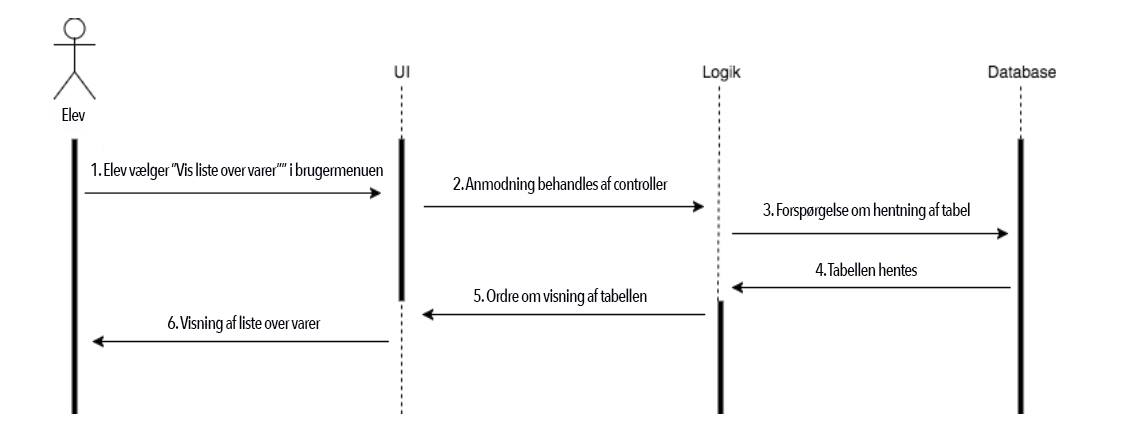 UI
Logik
Database
Elev
1. Elev vælger "Vis liste over varer"" i brugermenuen
2. Anmodning behandles af controller
3. Forspørgelse om hentning af tabel
4. Tabellen hentes
5. Ordre om visning af tabellen
6. Visning af liste over varer